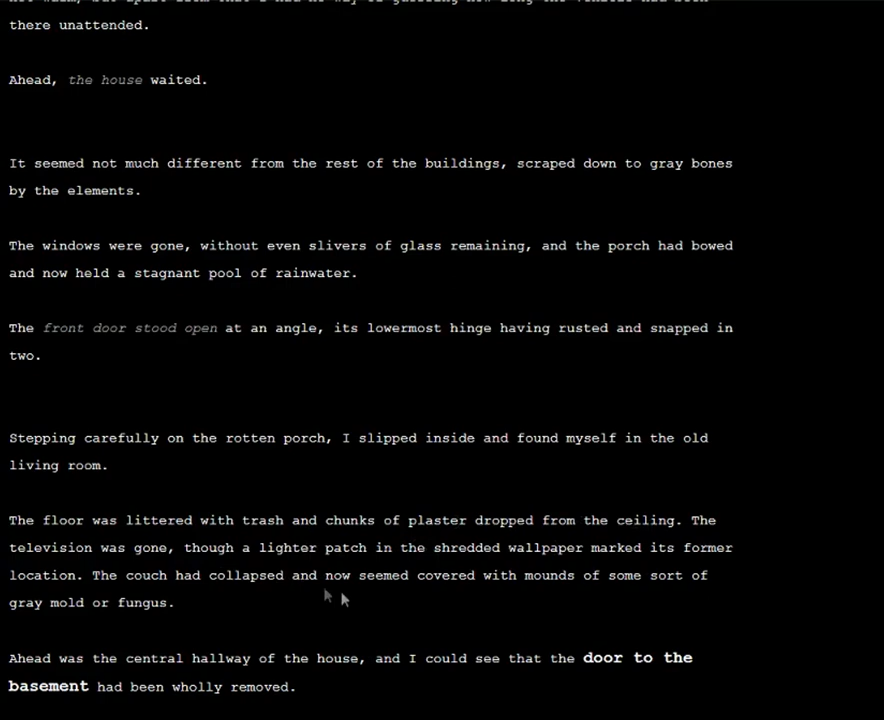 there unattended.
Ahead, the house waited.
It seemed not much different from the rest of the buildings, scraped down to gray bones
by the elements.
The windows were gone, without even slivers of glass remaining, and the porch had bowed
and now held a stagnant pool of rainwater.
The front door stood open at an angle, its lowermost hinge having rusted and snapped in
two.
Stepping carefully on the rotten porch, I slipped inside and found myself in the old
living room.
The floor was littered with trash and chunks of plaster dropped from the ceiling. The
television was gone, though a lighter patch in the shredded wallpaper marked its former
location. The couch had collapsed and now seemed covered with mounds of some sort of
gray mold or fungus.
Ahead was the central hallway of the house, and I could see that the door to the
basement had been wholly removed.